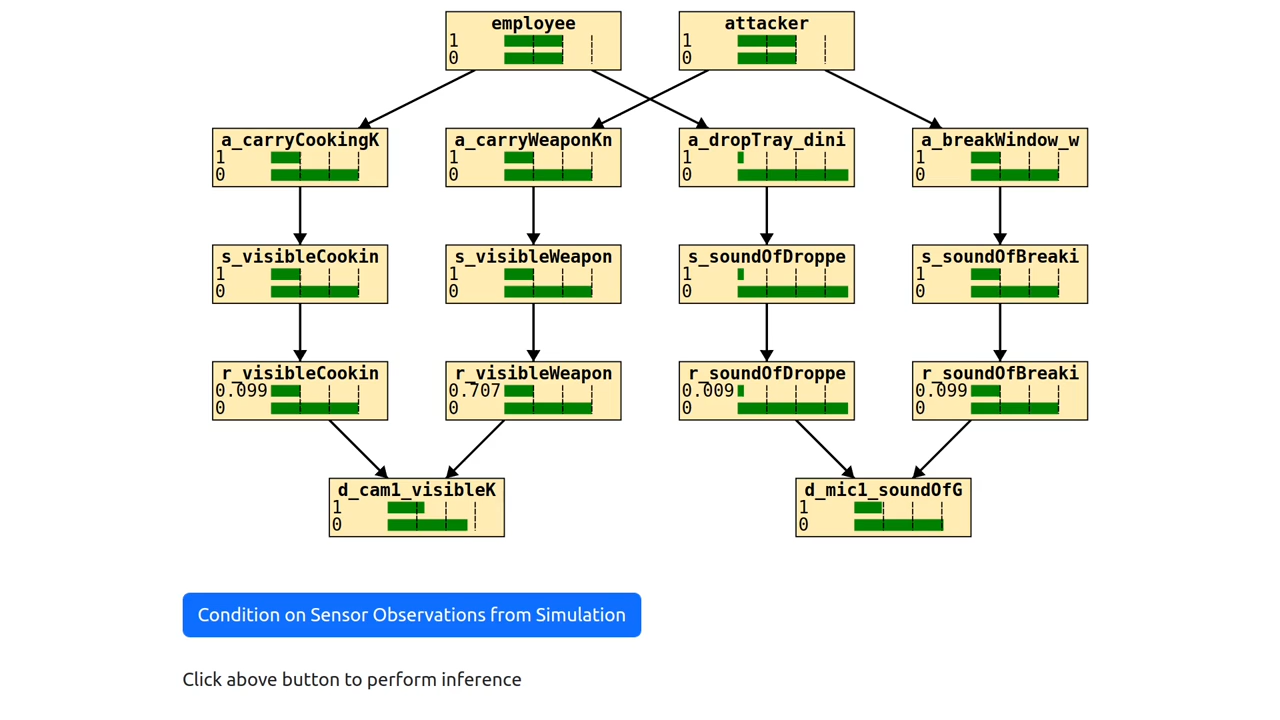 employee
1
0
attacker
1
0
a_carryCookingK
1
0
a_carryWeaponKn
1
0
a_dropTray_dini
1
0
a_breakWindow_w
1
0
s_visibleCookin
1
0
s_visibleWeapon
1
0
s_soundOfDroppe
1
0
s_soundOfBreaki
1
0
r_visibleCookin
0.099
0
r_visibleWeapon
0.707
0
r_soundOfDroppe
0.009
0
r_soundOfBreaki
0.099
0
d_cam1_visibleK
1
0
d_mic1_soundOfG
1
0
Condition on Sensor Observations from Simulation
Click above button to perform inference